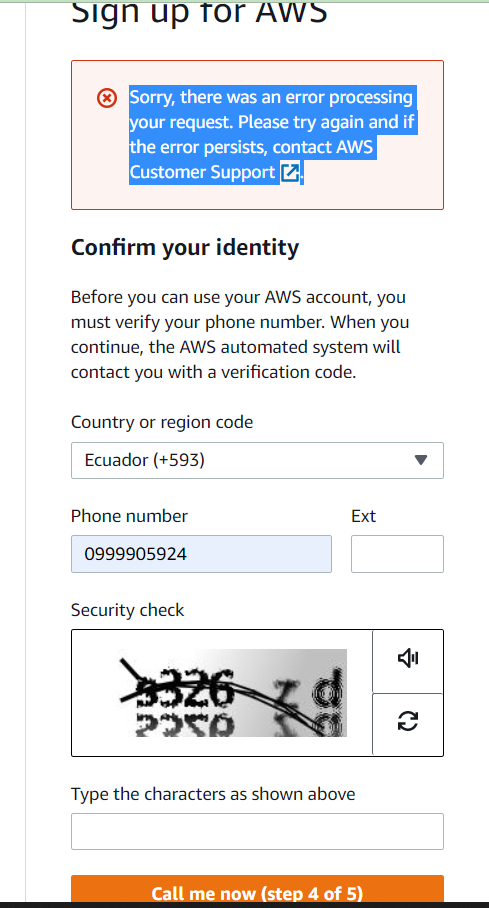 Sign up for AWS
Sorry, there was an error processing
your request. Please try again and if
the error persists, contact AWS
Customer Support .
Confirm your identity
Before you can use your AWS account, you
must verify your phone number. When you
continue, the AWS automated system will
contact you with a verification code.
Country or region code
Ecuador (+593)
Phone number
Ext
0999905924
Security check
Type the characters as shown above
Call me now (step 4 of 5)